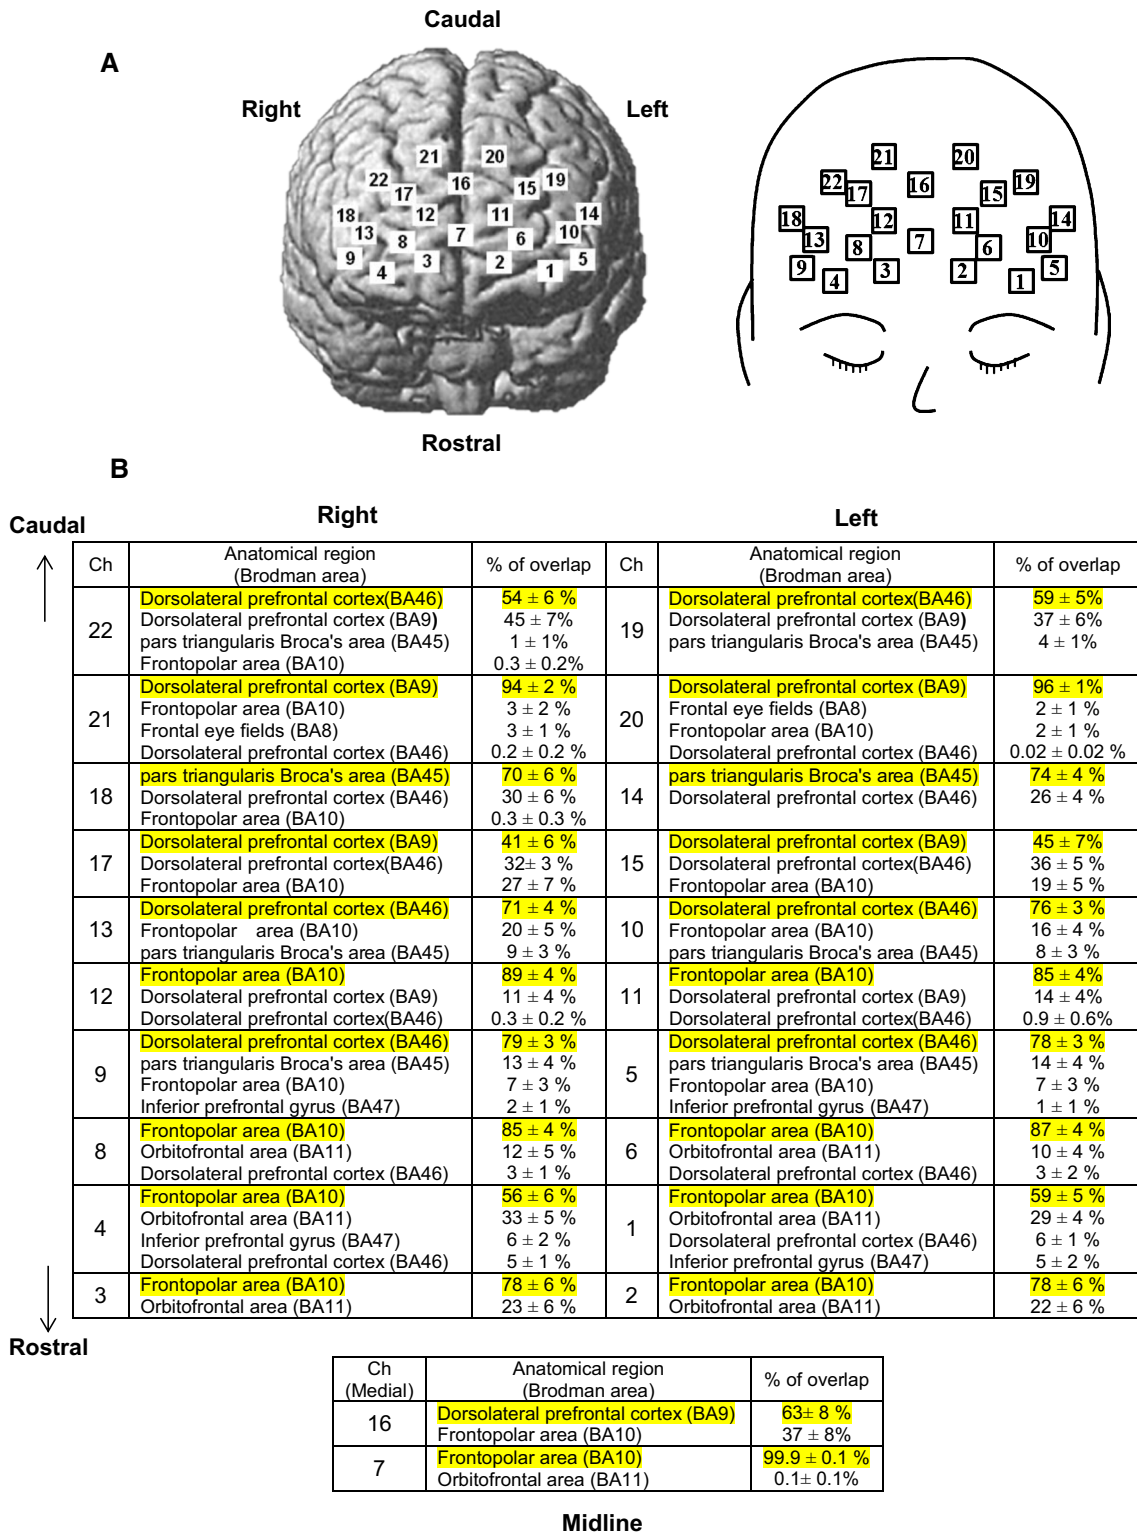 Caudal
A
Right
Left
21 20
22 17 16 15 19
18 13 12 11 14
9 8 7 6 10
4 3 2 1 5
21 20
22 17 16 15 19
18 13 12 11 14
9 8 7 6 10
4 3 2 1 5
Rostral
B
Caudal
Right
Left
Ch Anatomical region (Brodman area) % of overlap Ch Anatomical region (Brodman area) % of overlap
22
Dorsolateral prefrontal cortex(BA46) 54 ± 6 %
Dorsolateral prefrontal cortex (BA9) 45 ± 7%
pars triangularis Broca's area (BA45) 1 ± 1%
Frontopolar area (BA10) 0.3 ± 0.2%
19
Dorsolateral prefrontal cortex(BA46) 59 ± 5%
Dorsolateral prefrontal cortex (BA9) 37 ± 6%
pars triangularis Broca's area (BA45) 4 ± 1%
21
Dorsolateral prefrontal cortex (BA9) 94 ± 2 %
Frontopolar area (BA10) 3 ± 2 %
Frontal eye fields (BA8) 3 ± 1 %
Dorsolateral prefrontal cortex (BA46) 0.2 ± 0.2 %
20
Dorsolateral prefrontal cortex (BA9) 96 ± 1%
Frontal eye fields (BA8) 2 ± 1 %
Frontopolar area (BA10) 2 ± 1 %
Dorsolateral prefrontal cortex (BA46) 0.02 ± 0.02 %
18
pars triangularis Broca's area (BA45) 70 ± 6 %
Dorsolateral prefrontal cortex (BA46) 30 ± 6 %
Frontopolar area (BA10) 0.3 ± 0.3 %
14
pars triangularis Broca's area (BA45) 74 ± 4 %
Dorsolateral prefrontal cortex (BA46) 26 ± 4 %
17
Dorsolateral prefrontal cortex (BA9) 41 ± 6 %
Dorsolateral prefrontal cortex(BA46) 32± 3 %
Frontopolar area (BA10) 27 ± 7 %
15
Dorsolateral prefrontal cortex (BA9) 45 ± 7%
Dorsolateral prefrontal cortex(BA46) 36 ± 5 %
Frontopolar area (BA10) 19 ± 5 %
13
Dorsolateral prefrontal cortex (BA46) 71 ± 4 %
Frontopolar area (BA10) 20 ± 5 %
pars triangularis Broca's area (BA45) 9 ± 3 %
10
Dorsolateral prefrontal cortex (BA46) 76 ± 3 %
Frontopolar area (BA10) 16 ± 4 %
pars triangularis Broca's area (BA45) 8 ± 3 %
12
Frontopolar area (BA10) 89 ± 4 %
Dorsolateral prefrontal cortex (BA9) 11 ± 4 %
Dorsolateral prefrontal cortex(BA46) 0.3 ± 0.2 %
11
Frontopolar area (BA10) 85 ± 4%
Dorsolateral prefrontal cortex (BA9) 14 ± 4%
Dorsolateral prefrontal cortex(BA46) 0.9 ± 0.6%
9
Dorsolateral prefrontal cortex (BA46) 79 ± 3 %
pars triangularis Broca's area (BA45) 13 ± 4 %
Frontopolar area (BA10) 7 ± 3 %
Inferior prefrontal gyrus (BA47) 2 ± 1 %
5
Dorsolateral prefrontal cortex (BA46) 78 ± 3 %
pars triangularis Broca's area (BA45) 14 ± 4 %
Frontopolar area (BA10) 7 ± 3 %
Inferior prefrontal gyrus (BA47) 1 ± 1 %
8
Frontopolar area (BA10) 85 ± 4 %
Orbitofrontal area (BA11) 12 ± 5 %
Dorsolateral prefrontal cortex (BA46) 3 ± 1 %
6
Frontopolar area (BA10) 87 ± 4 %
Orbitofrontal area (BA11) 10 ± 4 %
Dorsolateral prefrontal cortex (BA46) 3 ± 2 %
4
Frontopolar area (BA10) 56 ± 6 %
Orbitofrontal area (BA11) 33 ± 5 %
Inferior prefrontal gyrus (BA47) 6 ± 2 %
Dorsolateral prefrontal cortex (BA46) 5 ± 1 %
1
Frontopolar area (BA10) 59 ± 5 %
Orbitofrontal area (BA11) 29 ± 4 %
Dorsolateral prefrontal cortex (BA46) 6 ± 1 %
Inferior prefrontal gyrus (BA47) 5 ± 2 %
3
Frontopolar area (BA10) 78 ± 6 %
Orbitofrontal area (BA11) 23 ± 6 %
2
Frontopolar area (BA10) 78 ± 6 %
Orbitofrontal area (BA11) 22 ± 6 %
Rostral
Ch (Medial) Anatomical region (Brodman area) % of overlap
16
Dorsolateral prefrontal cortex (BA9) 63± 8 %
Frontopolar area (BA10) 37 ± 8%
7
Frontopolar area (BA10) 99.9 ± 0.1 %
Orbitofrontal area (BA11) 0.1± 0.1%
Midline